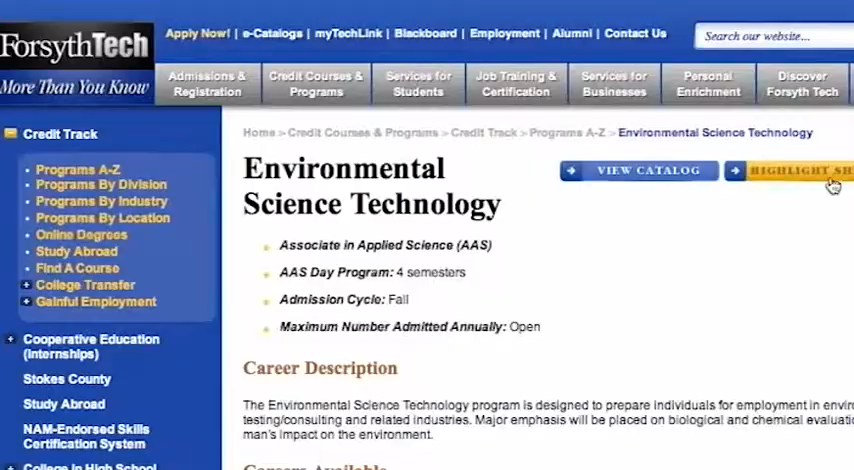 ForsythTech
More Than You Know
Apply Now! | e-Catalogs | myTechLink | Blackboard | Employment | Alumni | Contact Us
Search our website...
Admissions & Registration
Credit Courses & Programs
Services for Students
Job Training & Certification
Services for Businesses
Personal Enrichment
Discover Forsyth Tech
Credit Track
Programs A-Z
Programs By Division
Programs By Industry
Programs By Location
Online Degrees
Study Abroad
Find A Course
College Transfer
Gainful Employment
Cooperative Education
(Internships)
Stokes County
Study Abroad
NAM-Endorsed Skills
Certification System
College in High School
Home > Credit Courses & Programs > Credit Track > Programs A-Z > Environmental Science Technology
Environmental
Science Technology
VIEW CATALOG
HIGHLIGHT SH
Associate in Applied Science (AAS)
AAS Day Program: 4 semesters
Admission Cycle: Fall
Maximum Number Admitted Annually: Open
Career Description
The Environmental Science Technology program is designed to prepare individuals for employment in envir
testing/consulting and related industries. Major emphasis will be placed on biological and chemical evaluati
man's impact on the environment.
Careers Available